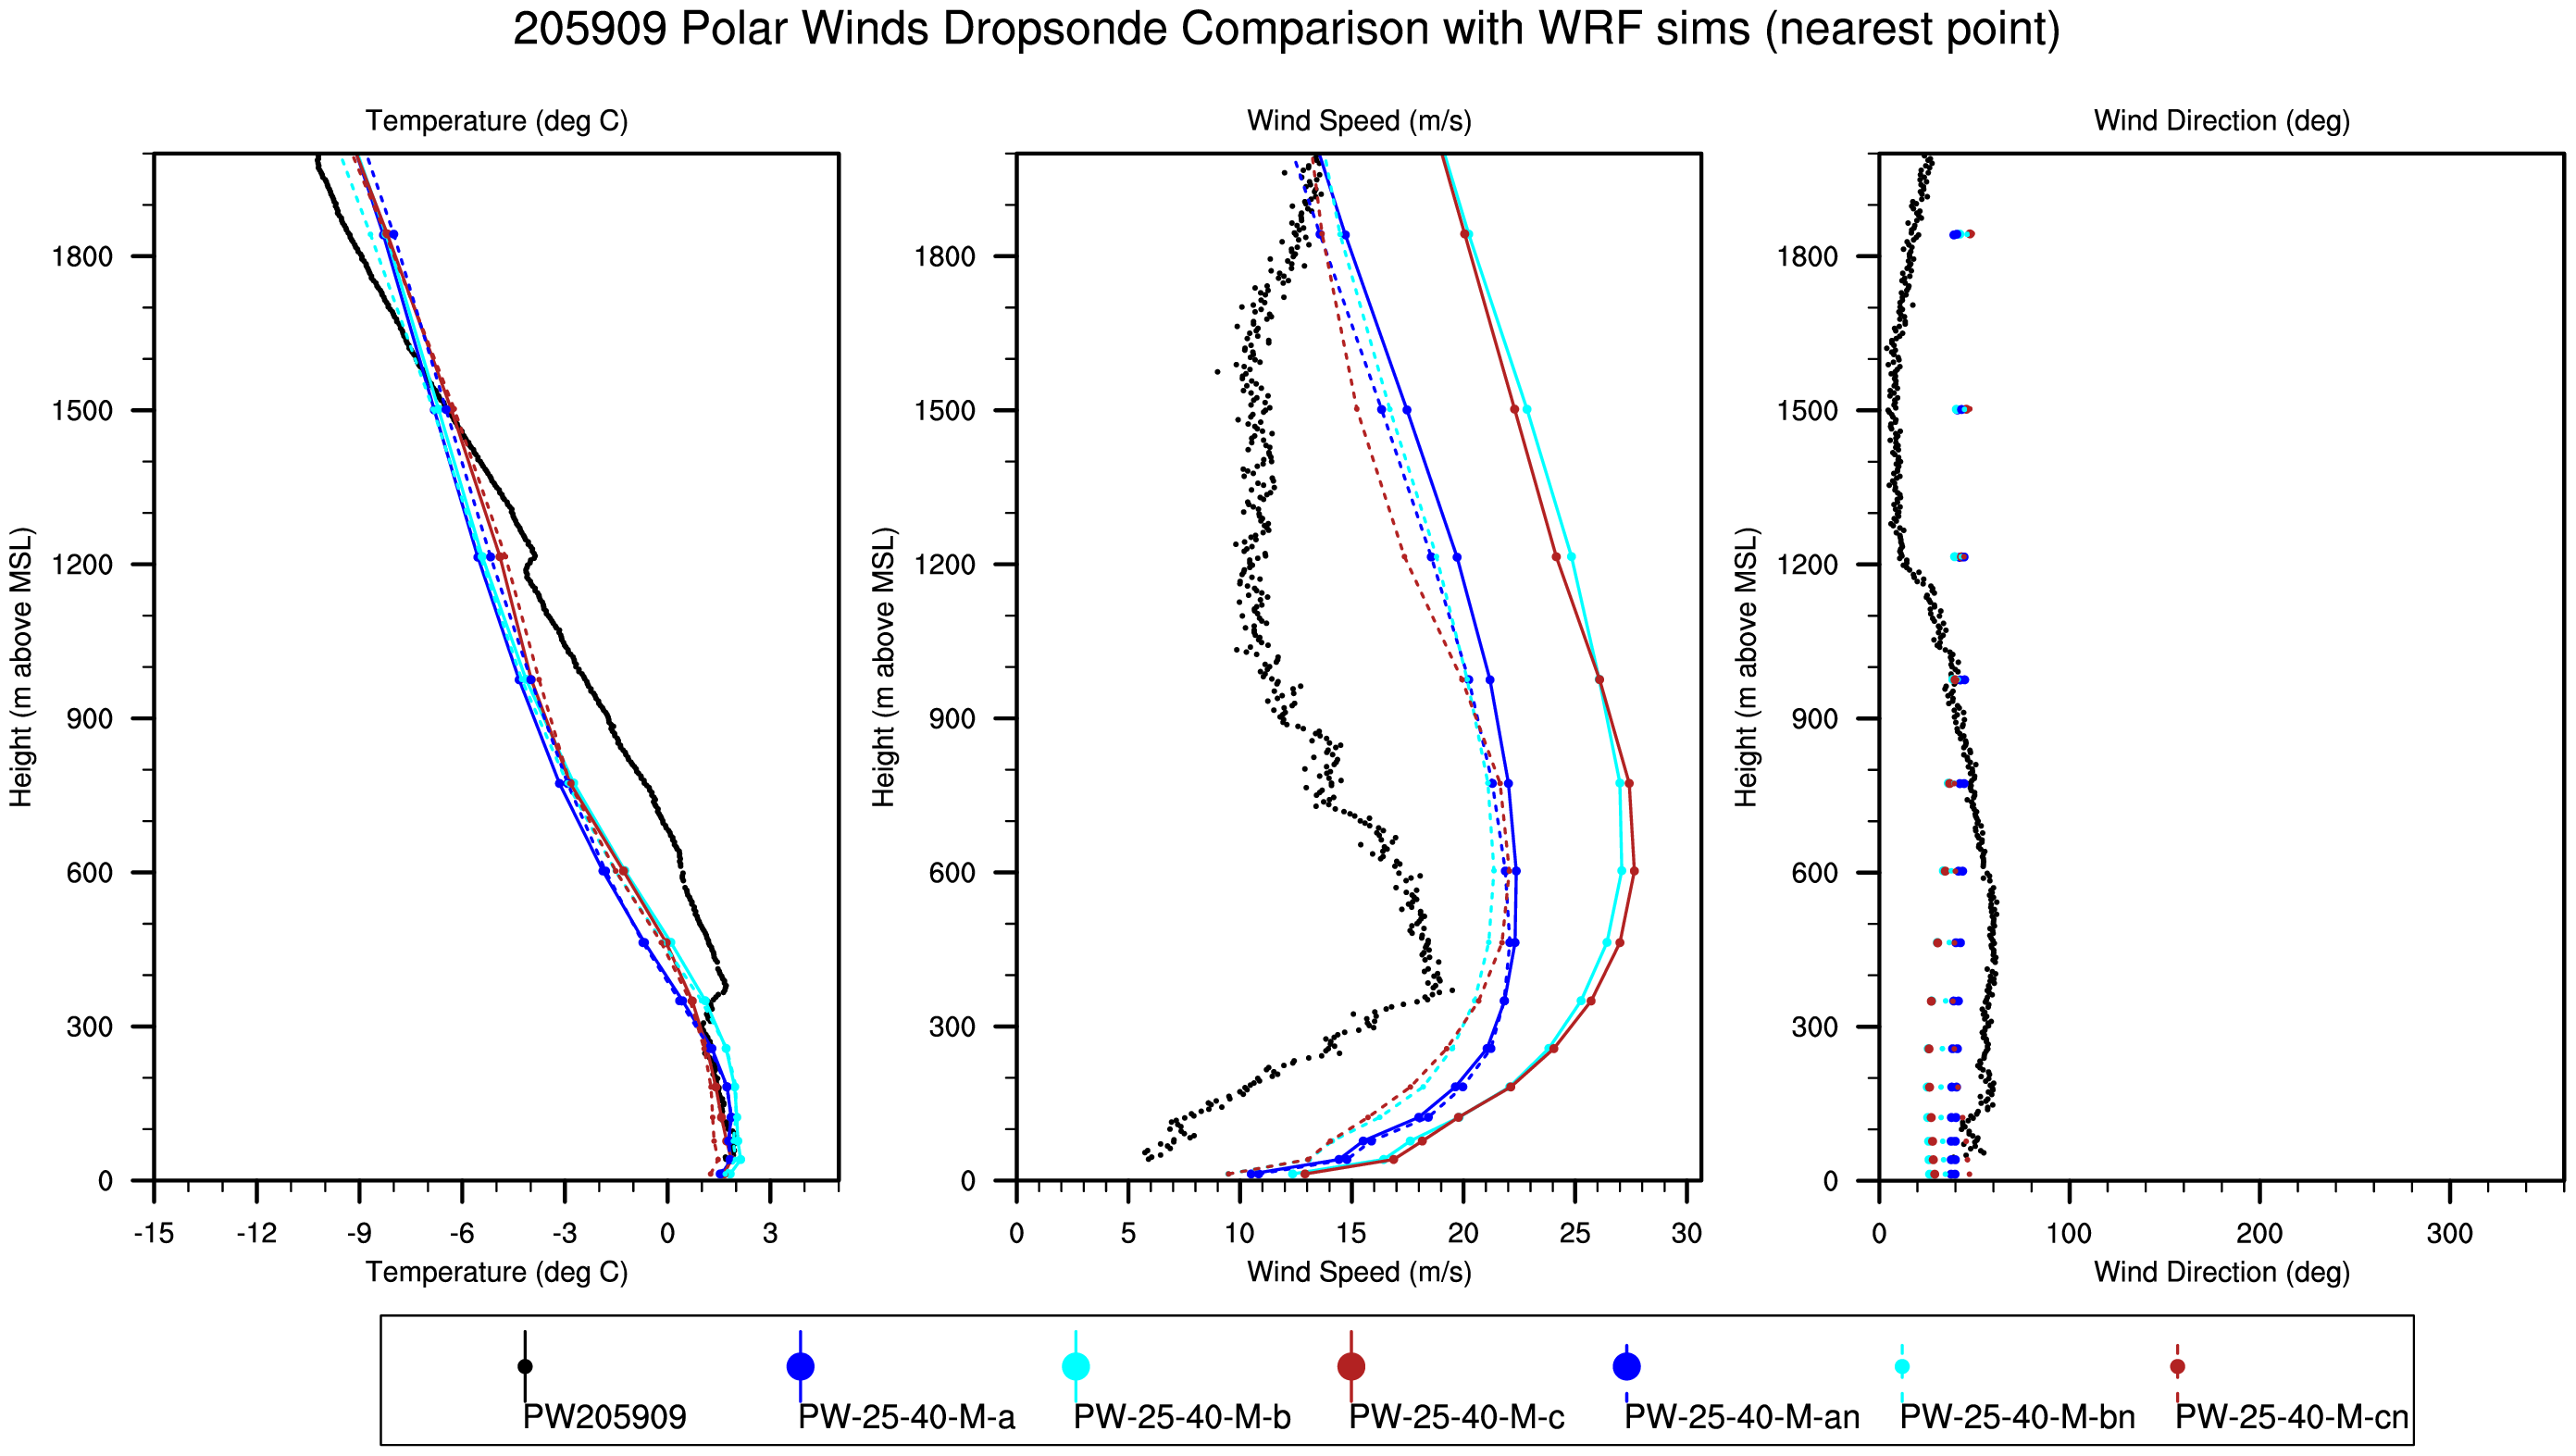 205909 Polar Winds Dropsonde Comparison with WRF sims (nearest point)
Temperature (deg C)
Wind Speed (m/s)
Wind Direction (deg)
Height (m above MSL)
1800
1500
1200
900
600
300
0
-15 -12 -9 -6 -3 0 3
Temperature (deg C)
Height (m above MSL)
1800
1500
1200
900
600
300
0
0 5 10 15 20 25 30
Wind Speed (m/s)
Height (m above MSL)
1800
1500
1200
900
600
300
0
0 100 200 300
Wind Direction (deg)
PW205909 PW-25-40-M-a PW-25-40-M-b PW-25-40-M-c PW-25-40-M-an PW-25-40-M-bn PW-25-40-M-cn